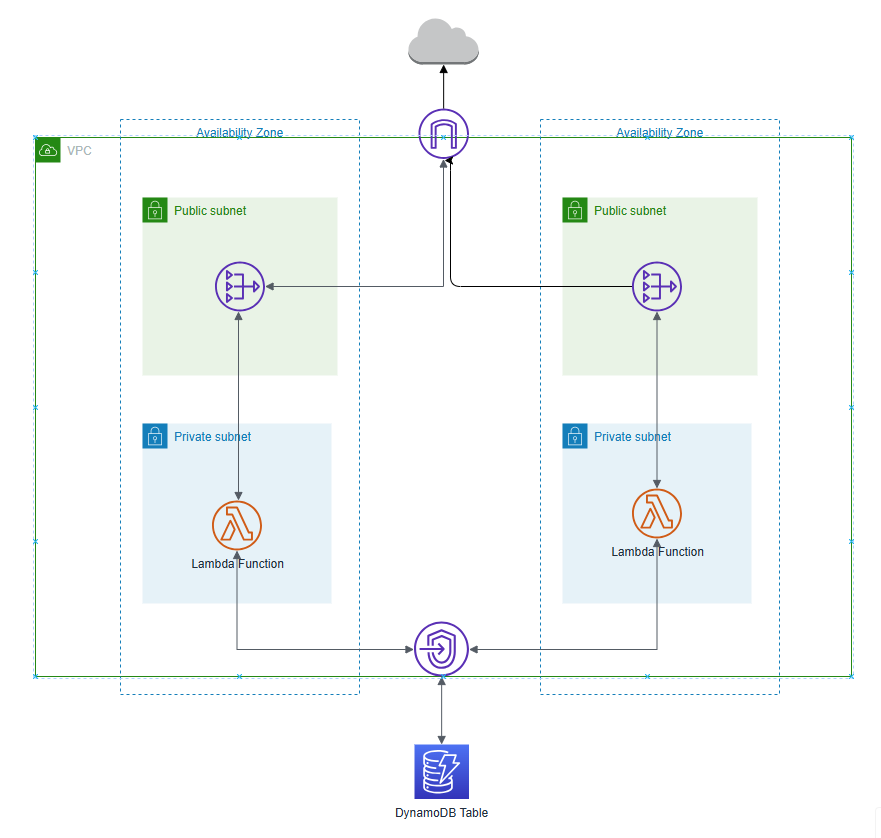 Availability Zone
Availability Zone
VPC
Public subnet
Public subnet
Private subnet
Private subnet
Lambda Function
Lambda Function
DynamoDB Table